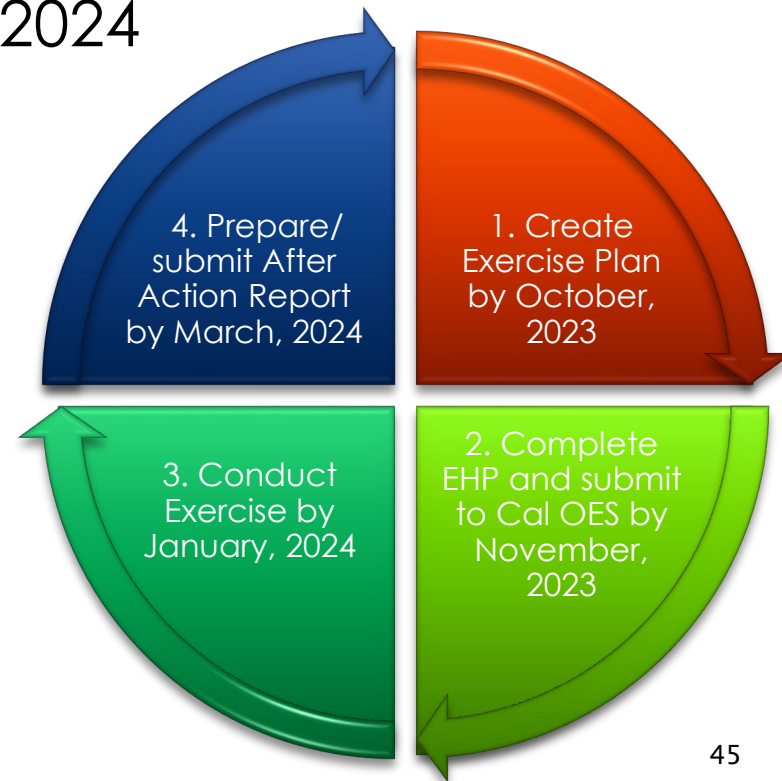 2024
1. Create
Exercise Plan
by October,
2023
2. Complete
EHP and submit
to Cal OES by
November,
2023
3. Conduct
Exercise by
January, 2024
4. Prepare/
submit After
Action Report
by March, 2024
45